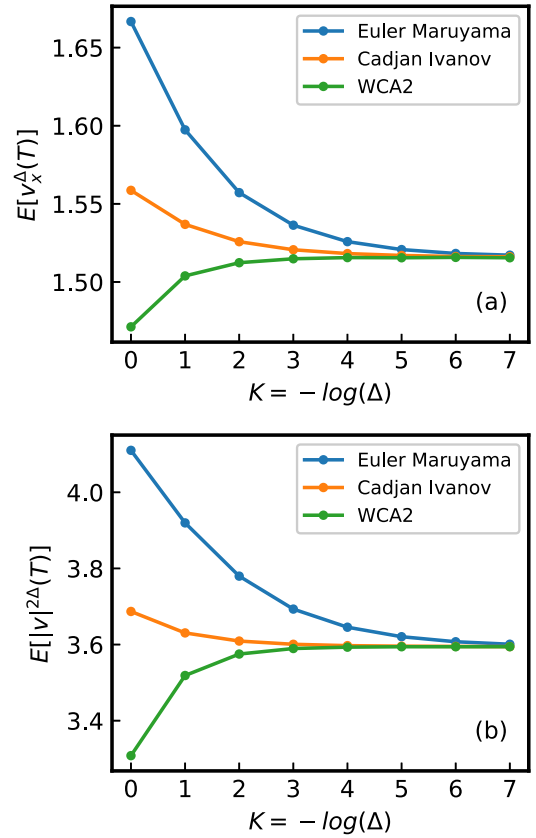 1.65
1.60
1.55
1.50
E[v_x^Δ(T)]
Euler Maruyama
Cadjan Ivanov
WCA2
(a)
0 1 2 3 4 5 6 7
K = −log(Δ)
4.0
3.8
3.6
3.4
E[|v|^{2Δ}(T)]
Euler Maruyama
Cadjan Ivanov
WCA2
(b)
0 1 2 3 4 5 6 7
K = −log(Δ)